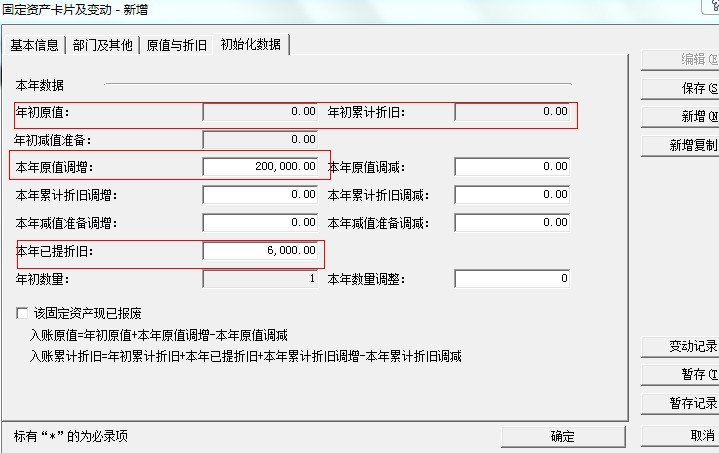 固定资产卡片及变动 - 新增
基本信息 部门及其他 原值与折旧 初始化数据
编辑(E
本年数据
保存(S
年初原值: 0.00 年初累计折旧: 0.00
新增(N
年初减值准备: 0.00
新增复制
本年原值调增: 200,000.00 本年原值调减: 0.00
本年累计折旧调增: 0.00 本年累计折旧调减: 0.00
本年减值准备调增: 0.00 本年减值准备调减: 0.00
本年已提折旧: 6,000.00
年初数量: 1 本年数量调整: 0
该固定资产现已报废
入账原值=年初原值+本年原值调增-本年原值调减
变动记录
入账累计折旧=年初累计折旧+本年已提折旧+本年累计折旧调增-本年累计折旧调减
暂存(T
暂存记录
标有“*”的为必录项 确定 取消